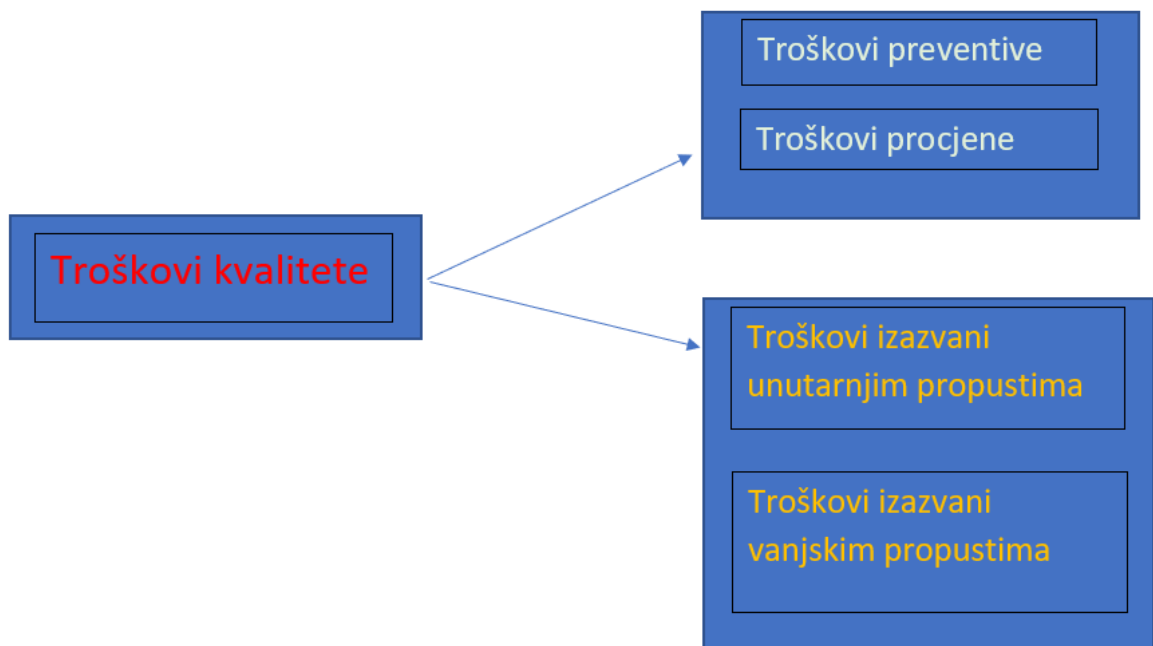 Troškovi preventive
Troškovi procjene
Troškovi kvalitete
Troškovi izazvani
unutarnjim propustima
Troškovi izazvani
vanjskim propustima